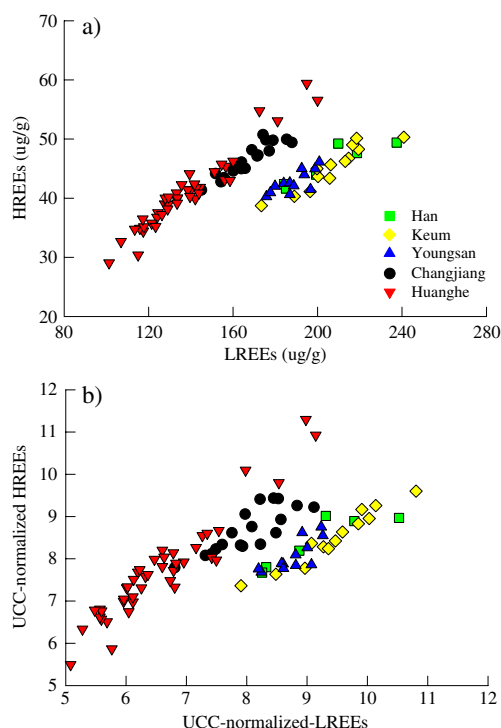 a)
70
60
50
40
30
20
HREEs (ug/g)
80 120 160 200 240 280
LREEs (ug/g)
Han
Keum
Youngsan
Changjiang
Huanghe
b)
12
11
10
9
8
7
6
5
UCC-normalized HREEs
5 6 7 8 9 10 11 12
UCC-normalized-LREEs